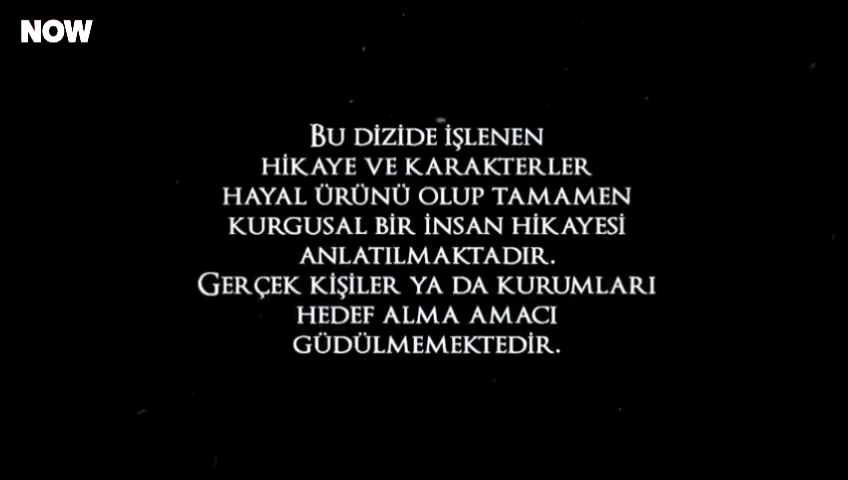 NOW
BU DİZİDE İŞLENEN
HİKAYE VE KARAKTERLER
HAYAL ÜRÜNÜ OLUP TAMAMEN
KURGUSAL BİR İNSAN HİKAYESİ
ANLATILMAKTADIR.
GERÇEK KİŞİLER YA DA KURUMLARI
HEDEF ALMA AMACI
GÜDÜLMEMEKTEDİR.